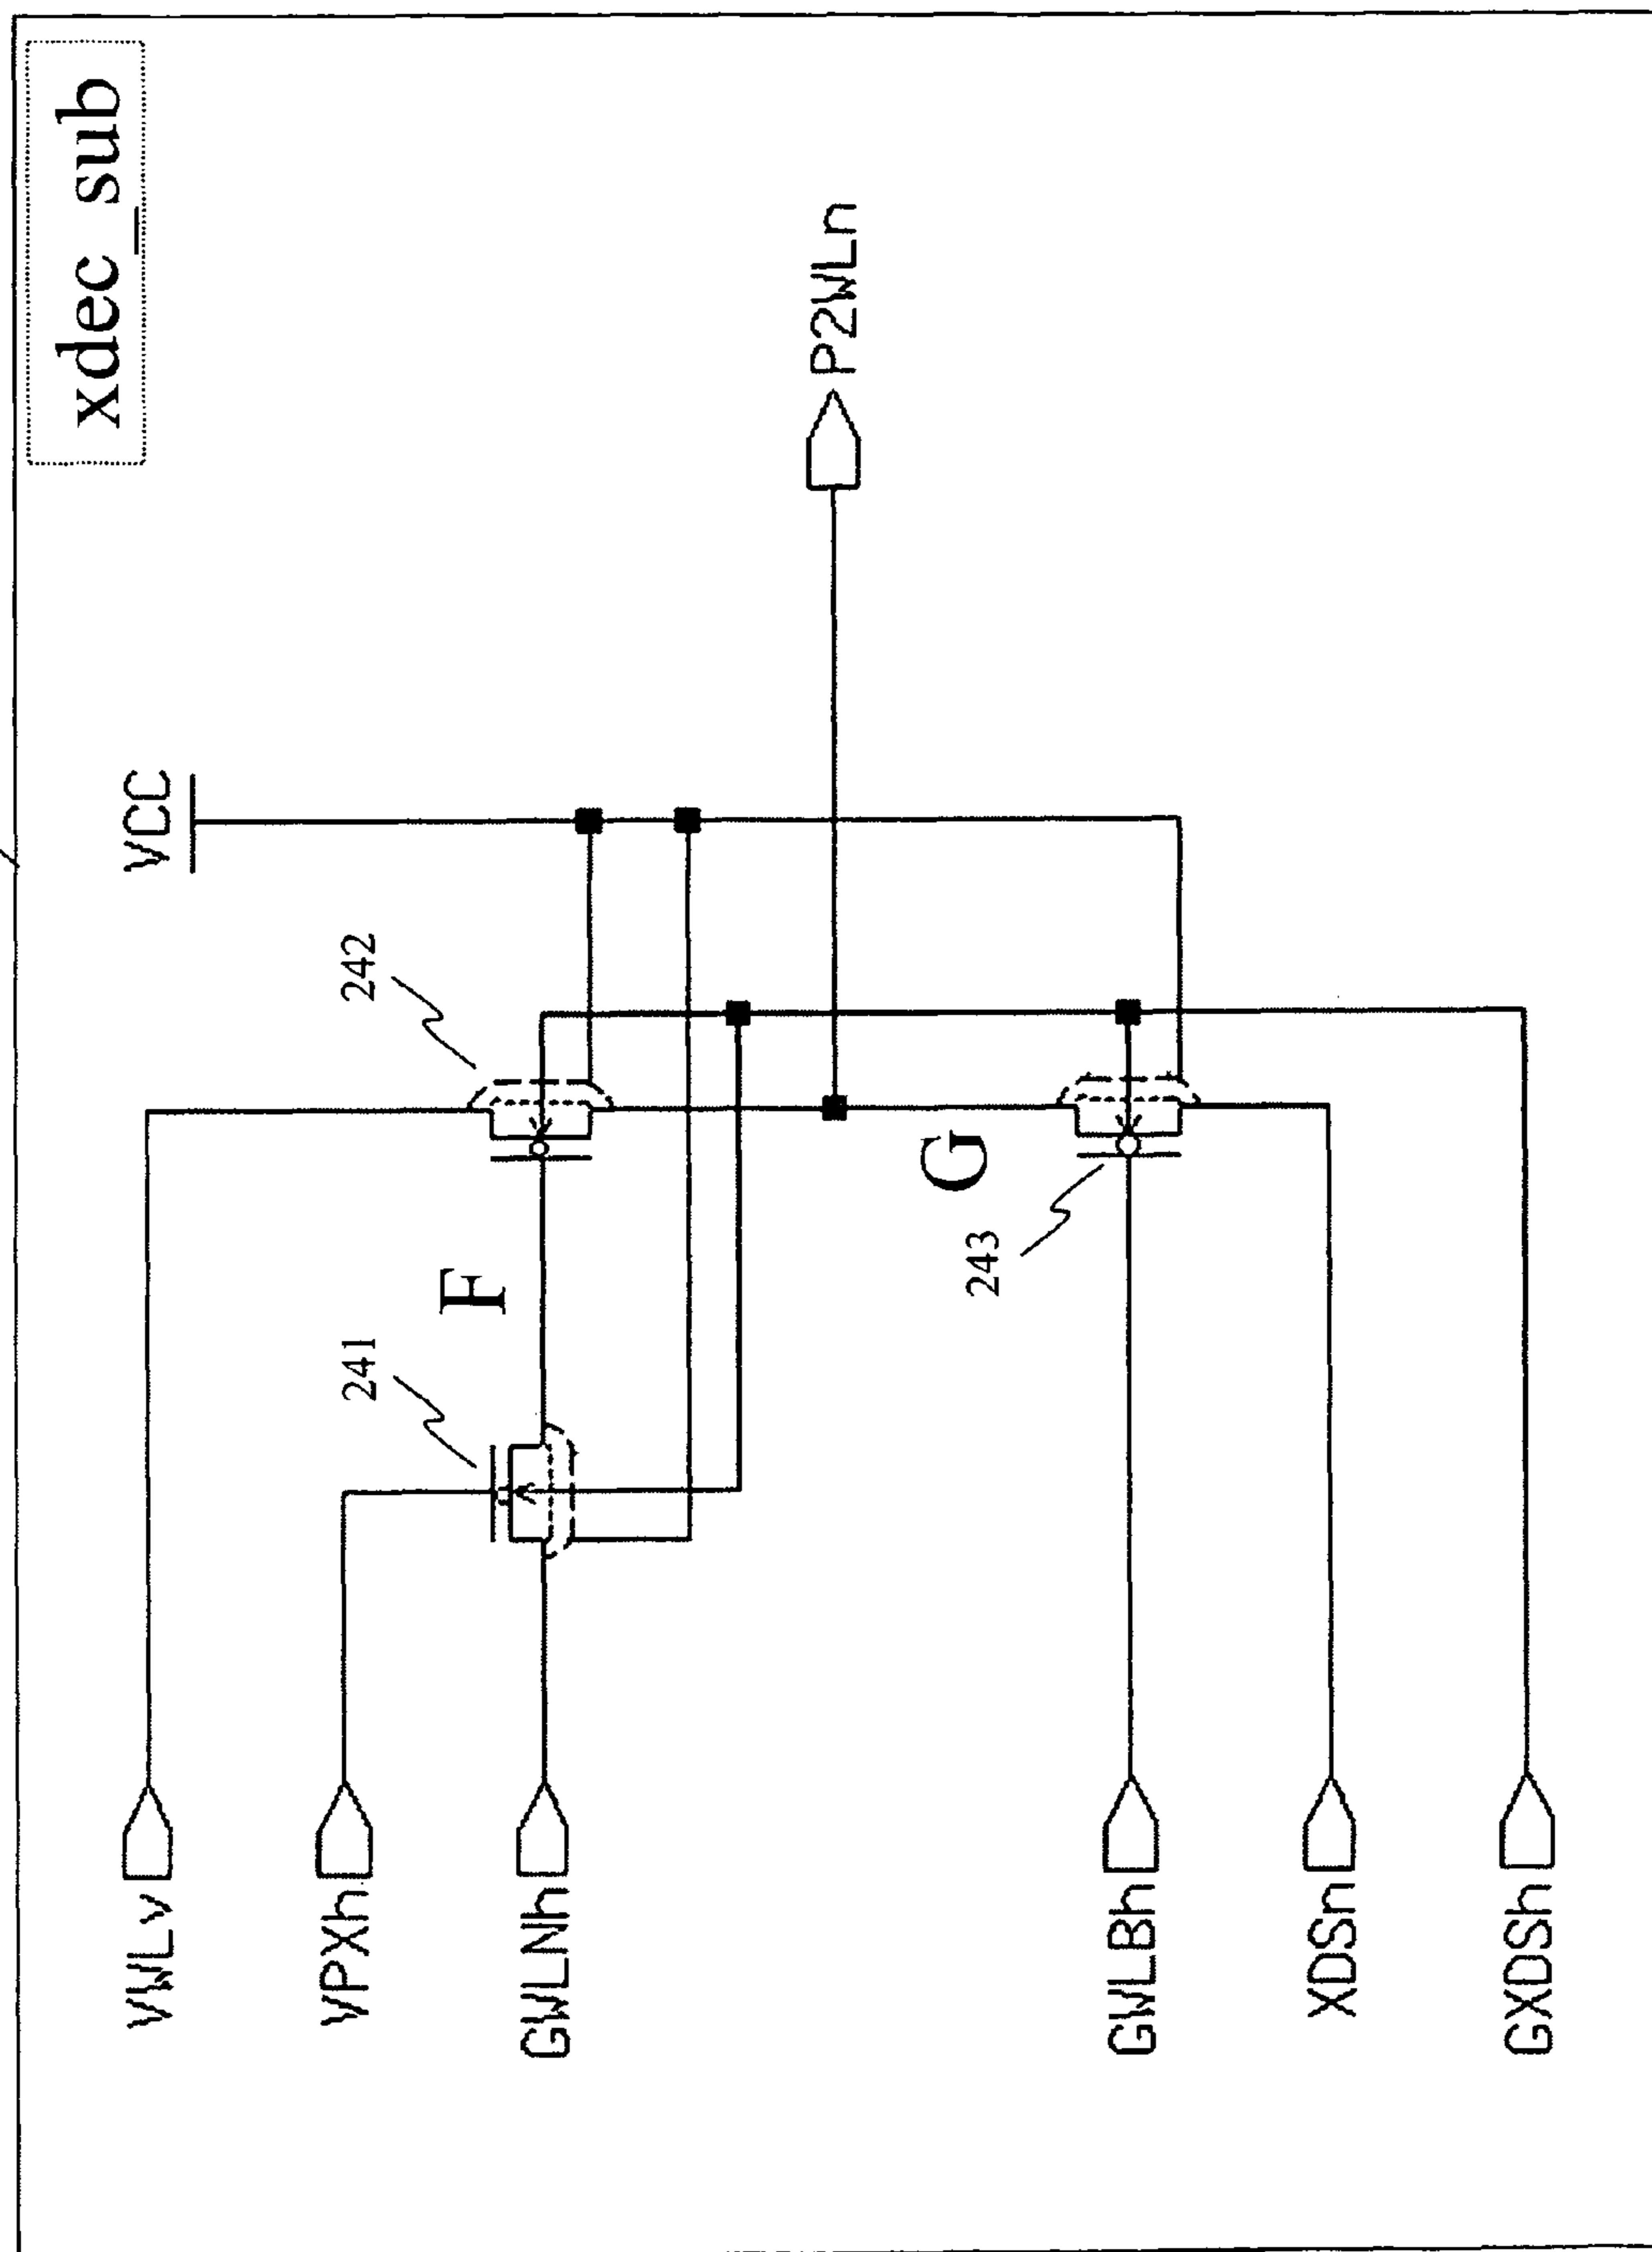 xdec_sub
VCC
VWLv
242
VPXh
241
F
GWLNh
P2WLn
G
243
GWLBh
XDSn
GXDSh